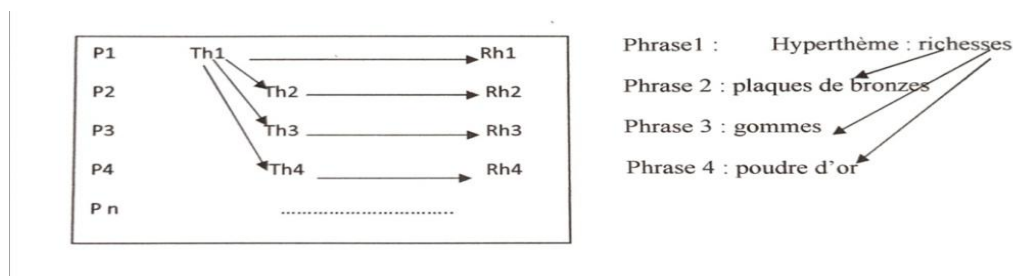 P1 Th1 Rh1
P2 Th2 Rh2
P3 Th3 Rh3
P4 Th4 Rh4
P n ..............................
Phrase1 : Hyperthème : richesses
Phrase 2 : plaques de bronzes
Phrase 3 : gommes
Phrase 4 : poudre d'or